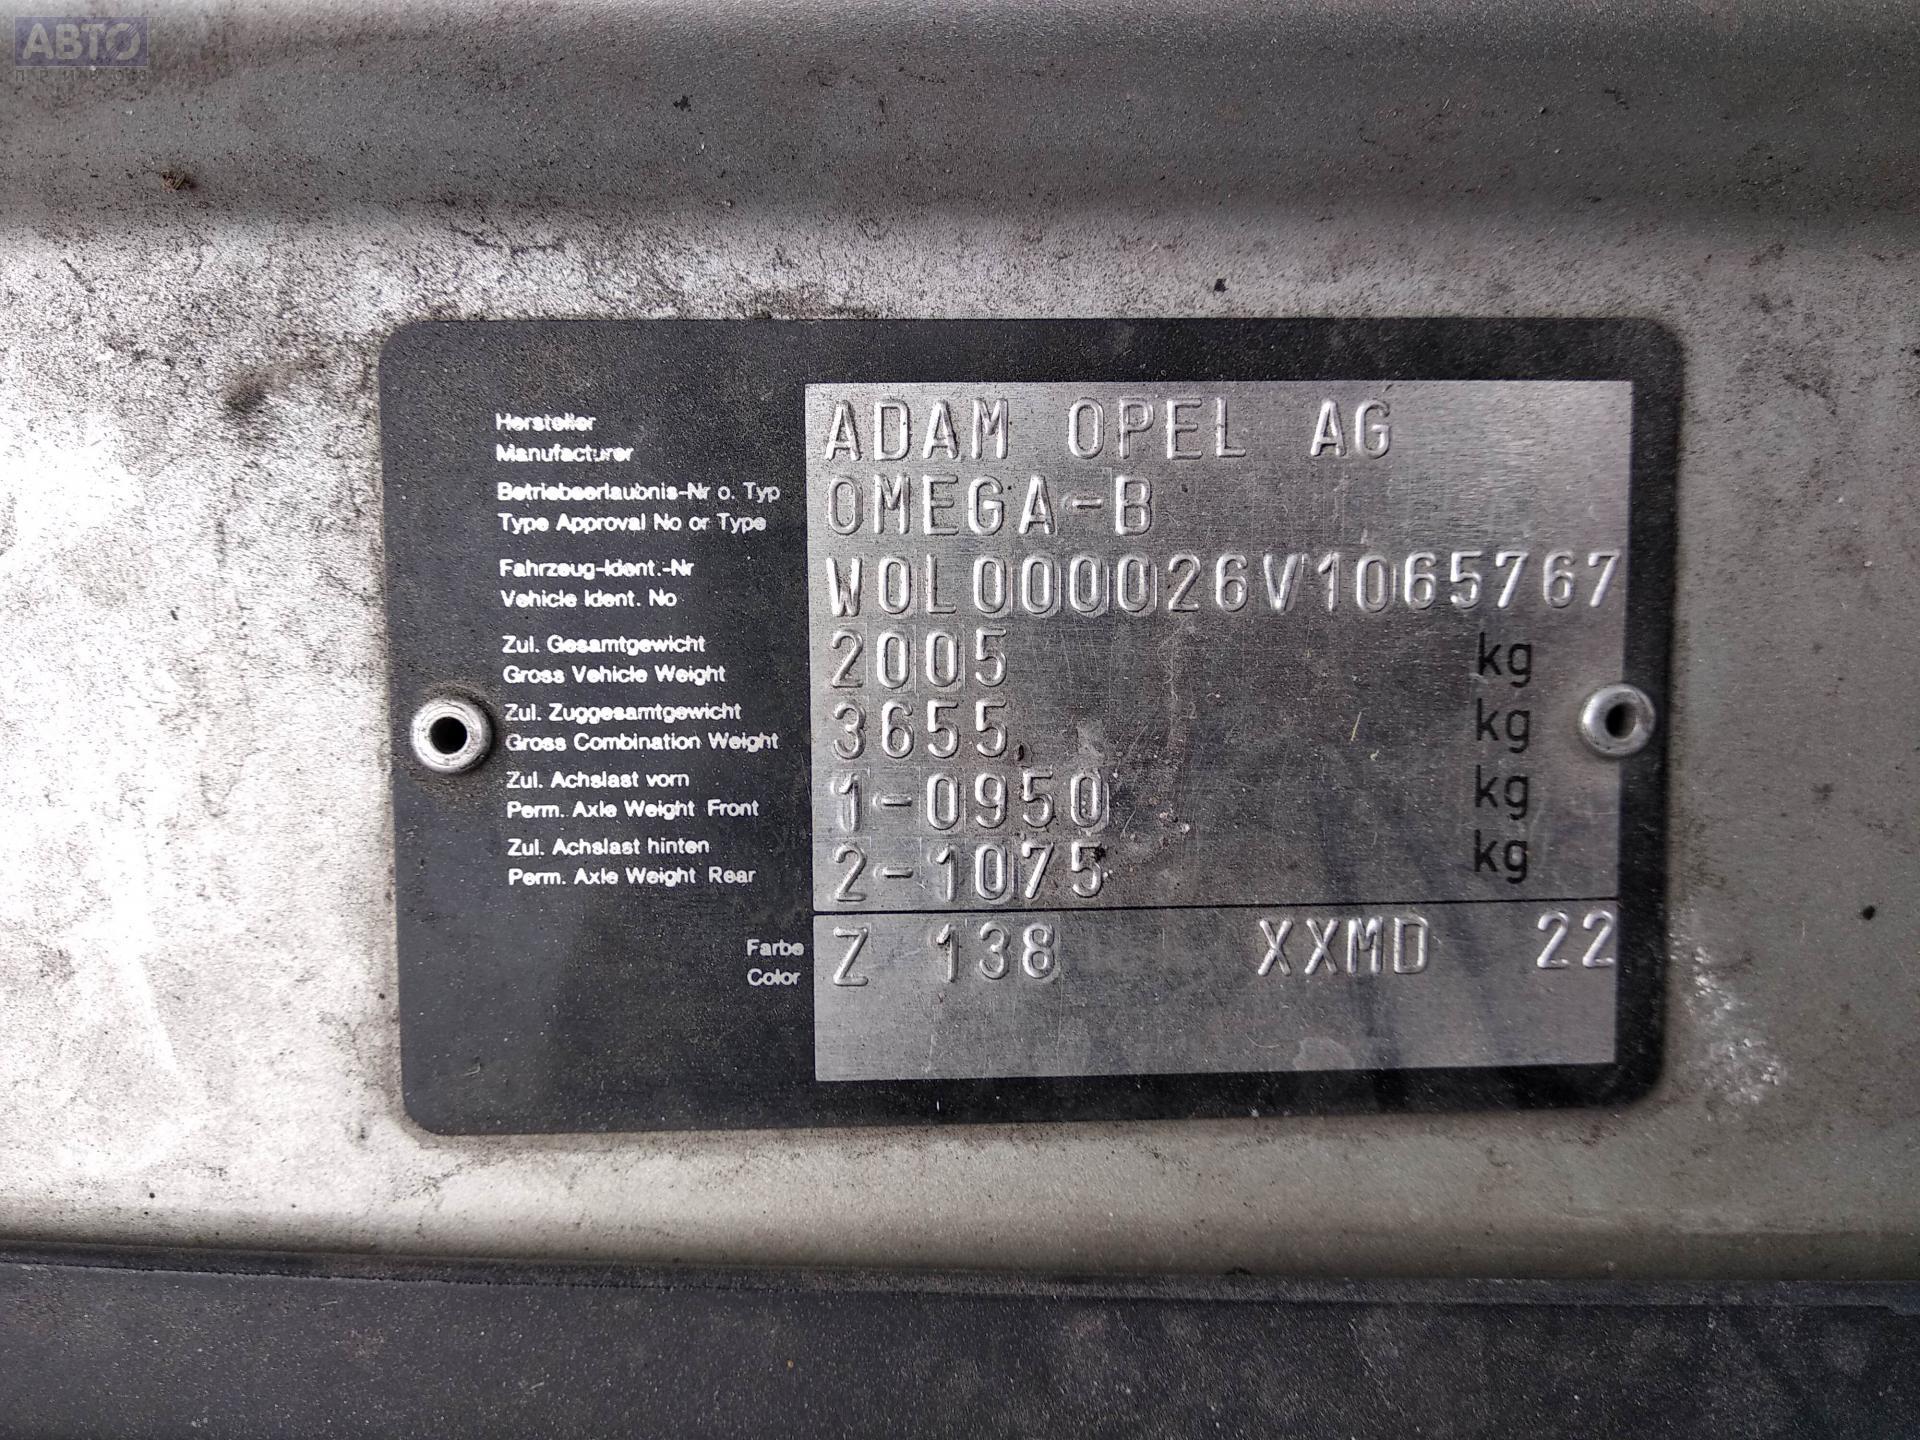 АВТО
ПРИВОЗ
Hersteller
Manufacturer
ADAM OPEL AG
Betriebserlaubnis-Nr o. Typ
Type Approval No or Type
OMEGA-B
Fahrzeug-Ident.-Nr
Vehicle Ident. No
W0L000026V1065767
Zul. Gesamtgewicht
Gross Vehicle Weight
2005 kg
Zul. Zuggesamtgewicht
Gross Combination Weight
3655 kg
Zul. Achslast vorn
Perm. Axle Weight Front
1-0950 kg
Zul. Achslast hinten
Perm. Axle Weight Rear
2-1075 kg
Farbe
Color
Z 138 XXMD 22